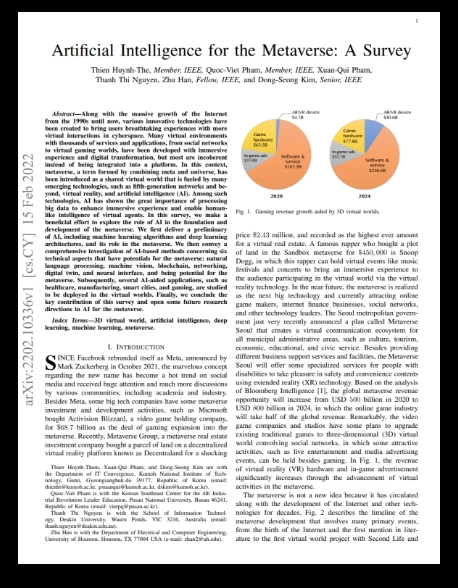 1
Artificial Intelligence for the Metaverse: A Survey
Thien Huynh-The, Member, IEEE, Quoc-Viet Pham, Member, IEEE, Xuan-Qui Pham,
Thanh Thi Nguyen, Zhu Han, Fellow, IEEE, and Dong-Seong Kim, Senior, IEEE
arXiv:2202.10336v1 [cs.CY] 15 Feb 2022
Abstract—Along with the massive growth of the Internet
from the 1990s until now, various innovative technologies have
been created to bring users breathtaking experiences with more
virtual interactions in cyberspace. Many virtual environments
with thousands of services and applications, from social networks
to virtual gaming worlds, have been developed with immersive
experience and digital transformation, but most are incoherent
instead of being integrated into a platform. In this context,
metaverse, a term formed by combining meta and universe, has
been introduced as a shared virtual world that is fueled by many
emerging technologies, such as fifth-generation networks and be-
yond, virtual reality, and artificial intelligence (AI). Among such
technologies, AI has shown the great importance of processing
big data to enhance immersive experience and enable human-
like intelligence of virtual agents. In this survey, we make a
beneficial effort to explore the role of AI in the foundation and
development of the metaverse. We first deliver a preliminary
of AI, including machine learning algorithms and deep learning
architectures, and its role in the metaverse. We then convey a
comprehensive investigation of AI-based methods concerning six
technical aspects that have potentials for the metaverse: natural
language processing, machine vision, blockchain, networking,
digital twin, and neural interface, and being potential for the
metaverse. Subsequently, several AI-aided applications, such as
healthcare, manufacturing, smart cities, and gaming, are studied
to be deployed in the virtual worlds. Finally, we conclude the
key contribution of this survey and open some future research
directions in AI for the metaverse.
Index Terms—3D virtual world, artificial intelligence, deep
learning, machine learning, metaverse.
I. INTRODUCTION
SINCE Facebook rebranded itself as Meta, announced by
Mark Zuckerberg in October 2021, the marvelous concept
regarding the new name has become a hot trend on social
media and received huge attention and much more discussions
by various communities, including academia and industry.
Besides Meta, some big tech companies have some metaverse
investment and development activities, such as Microsoft
bought Activision Blizzard, a video game holding company,
for $68.7 billion as the deal of gaming expansion into the
metaverse. Recently, Metaverse Group, a metaverse real estate
investment company bought a parcel of land on a decentralized
virtual reality platform known as Decentraland for a shocking
Thien Huynh-Them, Xuan-Qui Pham, and Dong-Seong Kim are with
the Department of IT Convergence, Kumoh National Institute of Tech-
nology, Gumi, Gyeongsangbuk-do 39177, Republic of Korea (email:
Quoc-Viet Pham is with the Korean Southeast Center for the 4th Indus-
trial Revolution Leader Education, Pusan National University, Busan 46241,
Republic of Korea (email: vietpq@pusan.ac.kr).
Thanh Thi Nguyen is with the School of Information Technol-
ogy, Deakin University, Waurn Ponds, VIC 3216, Australia (email:
thanh.nguyen@deakin.edu.au).
Zhu Han is with the Department of Electrical and Computer Engineering,
University of Houston, Houston, TX 77004 USA
AR/VR device
Game
hardware
In-game ads
Software &
service
2020
AR/VR device
Game
hardware
In-game ads
Software &
service
2024
Fig. 1. Gaming revenue growth aided by 3D virtual worlds.
price $2.43 million, and recorded as the highest ever amount
for a virtual real estate. A famous rapper who bought a plot
of land in the Sandbox metaverse for $450,000 is Snoop
Dogg, in which this rapper can hold virtual events like music
festivals and concerts to bring an immersive experience to
the audience participating in the virtual world via the virtual
reality technology. In the near future, the metaverse is realized
as the next big technology and currently attracting online
game makers, internet finance businesses, social networks,
and other technology leaders. The Seoul metropolitan govern-
ment just very recently announced a plan called Metaverse
Seoul that creates a virtual communication ecosystem for
all municipal administrative areas, such as culture, tourism,
economic, educational, and civic service. Besides providing
different business support services and facilities, the Metaverse
Seoul will offer some specialized services for people with
disabilities to take pleasure in safety and convenience contents
using extended reality (XR) technology. Based on the analysis
of Bloomberg Intelligence [1], the global metaverse revenue
opportunity will increase from USD 500 billion in 2020 to
USD 800 billion in 2024, in which the online game industry
will take half of the global revenue. Remarkably, the video
game companies and studios have some plans to upgrade
existing traditional games to three-dimensional (3D) virtual
world convolving social networks, in which some attractive
activities, such as live entertainment and media advertising
events, can be held besides gaming. In Fig. 1, the revenue
of virtual reality (VR) hardware and in-game advertisement
significantly increases through the advancement of virtual
activities in the metaverse.
The metaverse is not a new idea because it has circulated
along with the development of the Internet and other tech-
nologies for decades. Fig. 2 describes the timeline of the
metaverse development that involves many primary events,
from the birth of the Internet and the first mention in liter-
ature to the first virtual world project with Second Life and